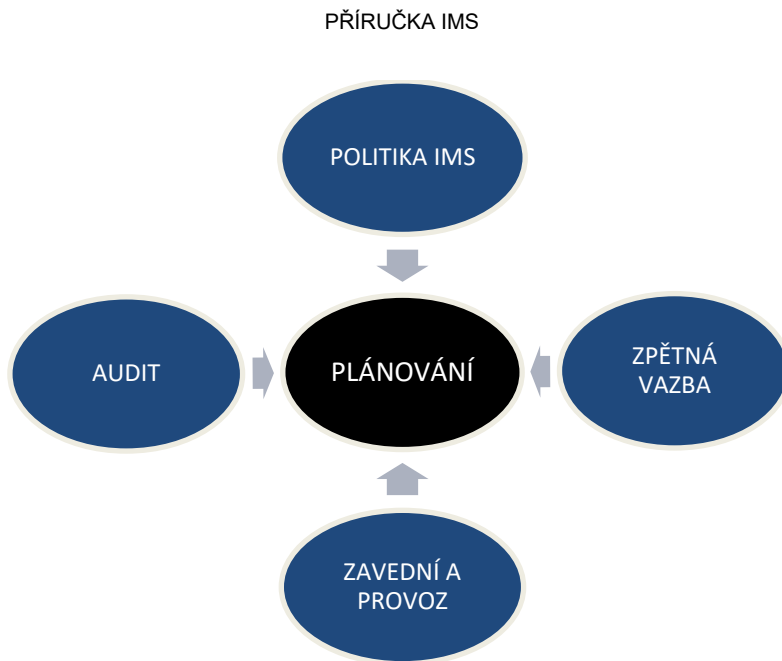 PŘÍRUČKA IMS
POLITIKA IMS
AUDIT
PLÁNOVÁNÍ
ZPĚTNÁ
VAZBA
ZAVEDNÍ A
PROVOZ